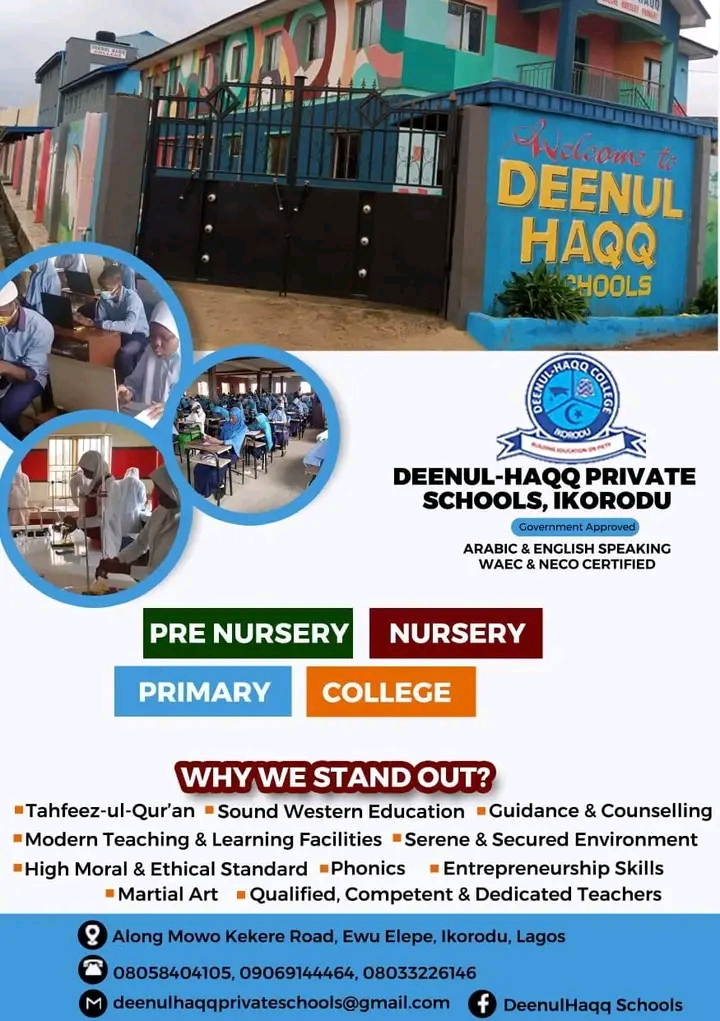 Welcome to
DEENUL
HAQQ
SCHOOLS
DEENUL-HAQQ COLLEGE
IKORODU
BUILDING EDUCATION ON PIETY
DEENUL-HAQQ PRIVATE
SCHOOLS, IKORODU
Government Approved
ARABIC & ENGLISH SPEAKING
WAEC & NECO CERTIFIED
PRE NURSERY NURSERY
PRIMARY COLLEGE
WHY WE STAND OUT?
Tahfeez-ul-Qur’an Sound Western Education Guidance & Counselling
Modern Teaching & Learning Facilities Serene & Secured Environment
High Moral & Ethical Standard Phonics Entrepreneurship Skills
Martial Art Qualified, Competent & Dedicated Teachers
Along Mowo Kekere Road, Ewu Elepe, Ikorodu, Lagos
08058404105, 09069144464, 08033226146
deenulhaqqprivateschools@gmail.com DeenulHaqq Schools